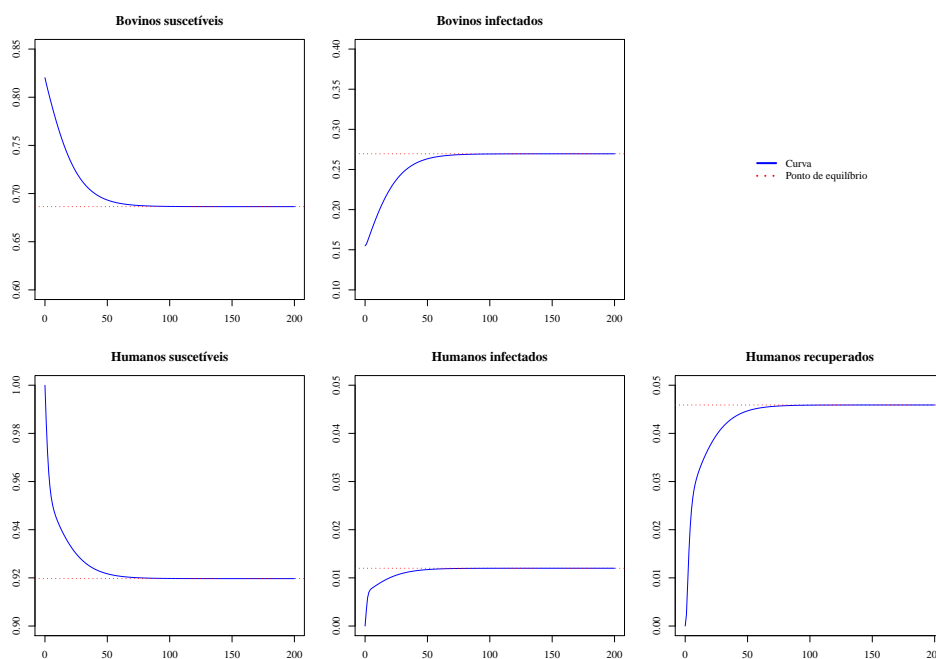 Bovinos suscetíveis
0.85
0.80
0.75
0.70
0.65
0.60
0 50 100 150 200
Bovinos infectados
0.40
0.35
0.30
0.25
0.20
0.15
0.10
0 50 100 150 200
Curva
Ponto de equilíbrio
Humanos suscetíveis
1.00
0.98
0.96
0.94
0.92
0.90
0 50 100 150 200
Humanos infectados
0.05
0.04
0.03
0.02
0.01
0.00
0 50 100 150 200
Humanos recuperados
0.05
0.04
0.03
0.02
0.01
0.00
0 50 100 150 200